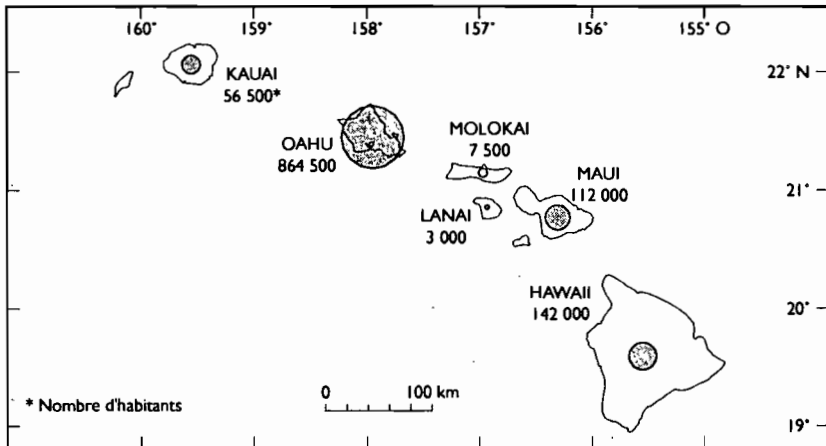 160° 159° 158° 157° 156° 155° O
22° N
KAUAI
56 500*
OAHU
864 500
MOLOKAI
7 500
MAUI
112 000
21°
LANAI
3 000
HAWAII
142 000
20°
0 100 km
* Nombre d'habitants
19°